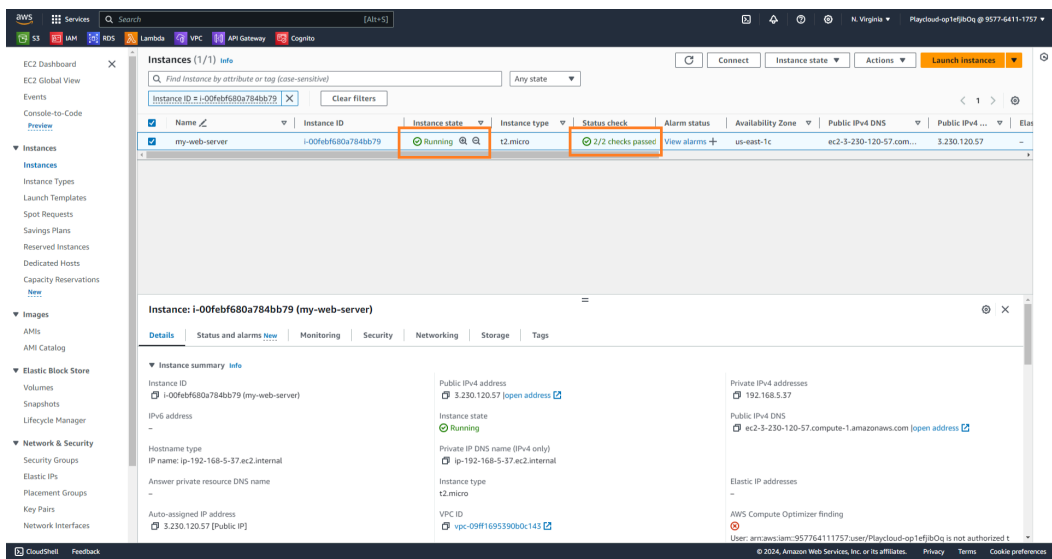 aws Services Search [Alt+S] N. Virginia ▼ Playcloud-op1efjibOq @ 9577-6411-1757 ▼
S3 IAM RDS Lambda VPC API Gateway Cognito
EC2 Dashboard
EC2 Global View
Events
Console-to-Code
Preview
▼ Instances
Instances
Instance Types
Launch Templates
Spot Requests
Savings Plans
Reserved Instances
Dedicated Hosts
Capacity Reservations
New
▼ Images
AMIs
AMI Catalog
▼ Elastic Block Store
Volumes
Snapshots
Lifecycle Manager
▼ Network & Security
Security Groups
Elastic IPs
Placement Groups
Key Pairs
Network Interfaces
Instances (1/1) Info Connect Instance state ▼ Actions ▼ Launch instances ▼
Find Instance by attribute or tag (case-sensitive) Any state ▼
Instance ID = i-00febf680a784bb79 Clear filters < 1 >
Name Instance ID Instance state Instance type Status check Alarm status Availability Zone Public IPv4 DNS Public IPv4 ... Elas
my-web-server i-00febf680a784bb79 Running t2.micro 2/2 checks passed View alarms + us-east-1c ec2-3-230-120-57.com... 3.230.120.57 –
Instance: i-00febf680a784bb79 (my-web-server)
Details Status and alarms New Monitoring Security Networking Storage Tags
▼ Instance summary Info
Instance ID Public IPv4 address Private IPv4 addresses
i-00febf680a784bb79 (my-web-server) 3.230.120.57 |open address 192.168.5.37
IPv6 address Instance state Public IPv4 DNS
– Running ec2-3-230-120-57.compute-1.amazonaws.com |open address
Hostname type Private IP DNS name (IPv4 only)
IP name: ip-192-168-5-37.ec2.internal ip-192-168-5-37.ec2.internal
Answer private resource DNS name Instance type Elastic IP addresses
– t2.micro –
Auto-assigned IP address VPC ID AWS Compute Optimizer finding
3.230.120.57 [Public IP] vpc-09ff1695390b0c143
User: arn:aws:iam::957764111757:user/Playcloud-op1efjibOq is not authorized t
CloudShell Feedback © 2024, Amazon Web Services, Inc. or its affiliates. Privacy Terms Cookie preferences